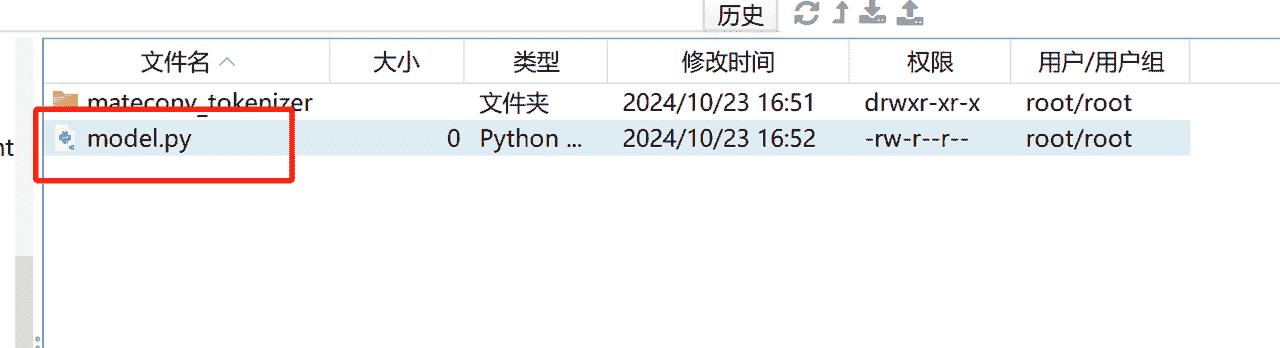 历史
文件名 大小 类型 修改时间 权限 用户/用户组
matecopy_tokenizer 文件夹 2024/10/23 16:51 drwxr-xr-x root/root
nt model.py 0 Python ... 2024/10/23 16:52 -rw-r--r-- root/root